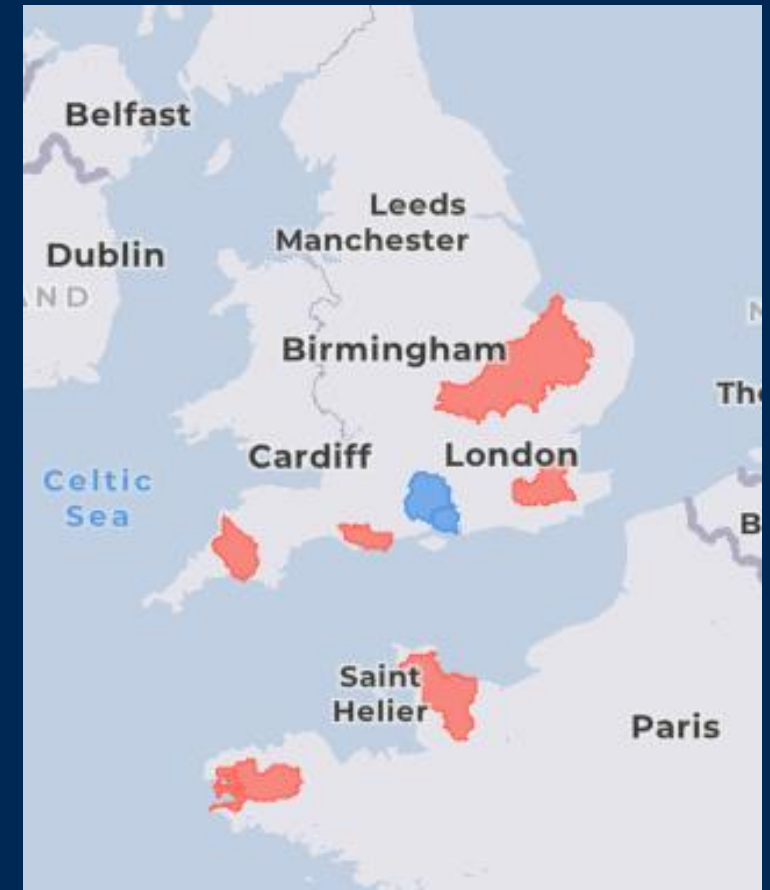 Belfast
Leeds
Manchester
Dublin
ND
Birmingham
Th
Cardiff
London
Celtic
Sea
B
Saint
Helier
Paris